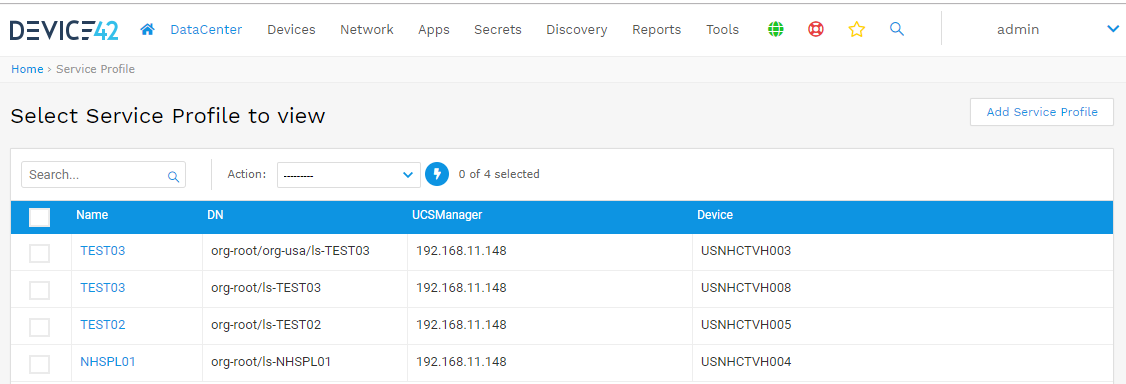 DEVICE42 DataCenter Devices Network Apps Secrets Discovery Reports Tools admin
Home › Service Profile
Select Service Profile to view Add Service Profile
Search... Action: --------- 0 of 4 selected
Name DN UCSManager Device
TEST03 org-root/org-usa/ls-TEST03 192.168.11.148 USNHCTVH003
TEST03 org-root/ls-TEST03 192.168.11.148 USNHCTVH008
TEST02 org-root/ls-TEST02 192.168.11.148 USNHCTVH005
NHSPL01 org-root/ls-NHSPL01 192.168.11.148 USNHCTVH004